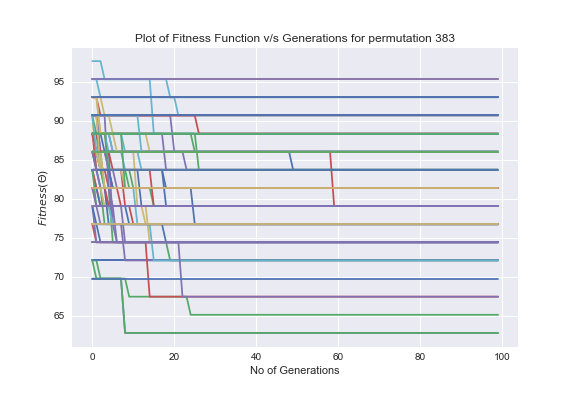 Plot of Fitness Function v/s Generations for permutation 383
95
90
85
80
75
70
65
Fitness(Θ)
0 20 40 60 80 100
No of Generations